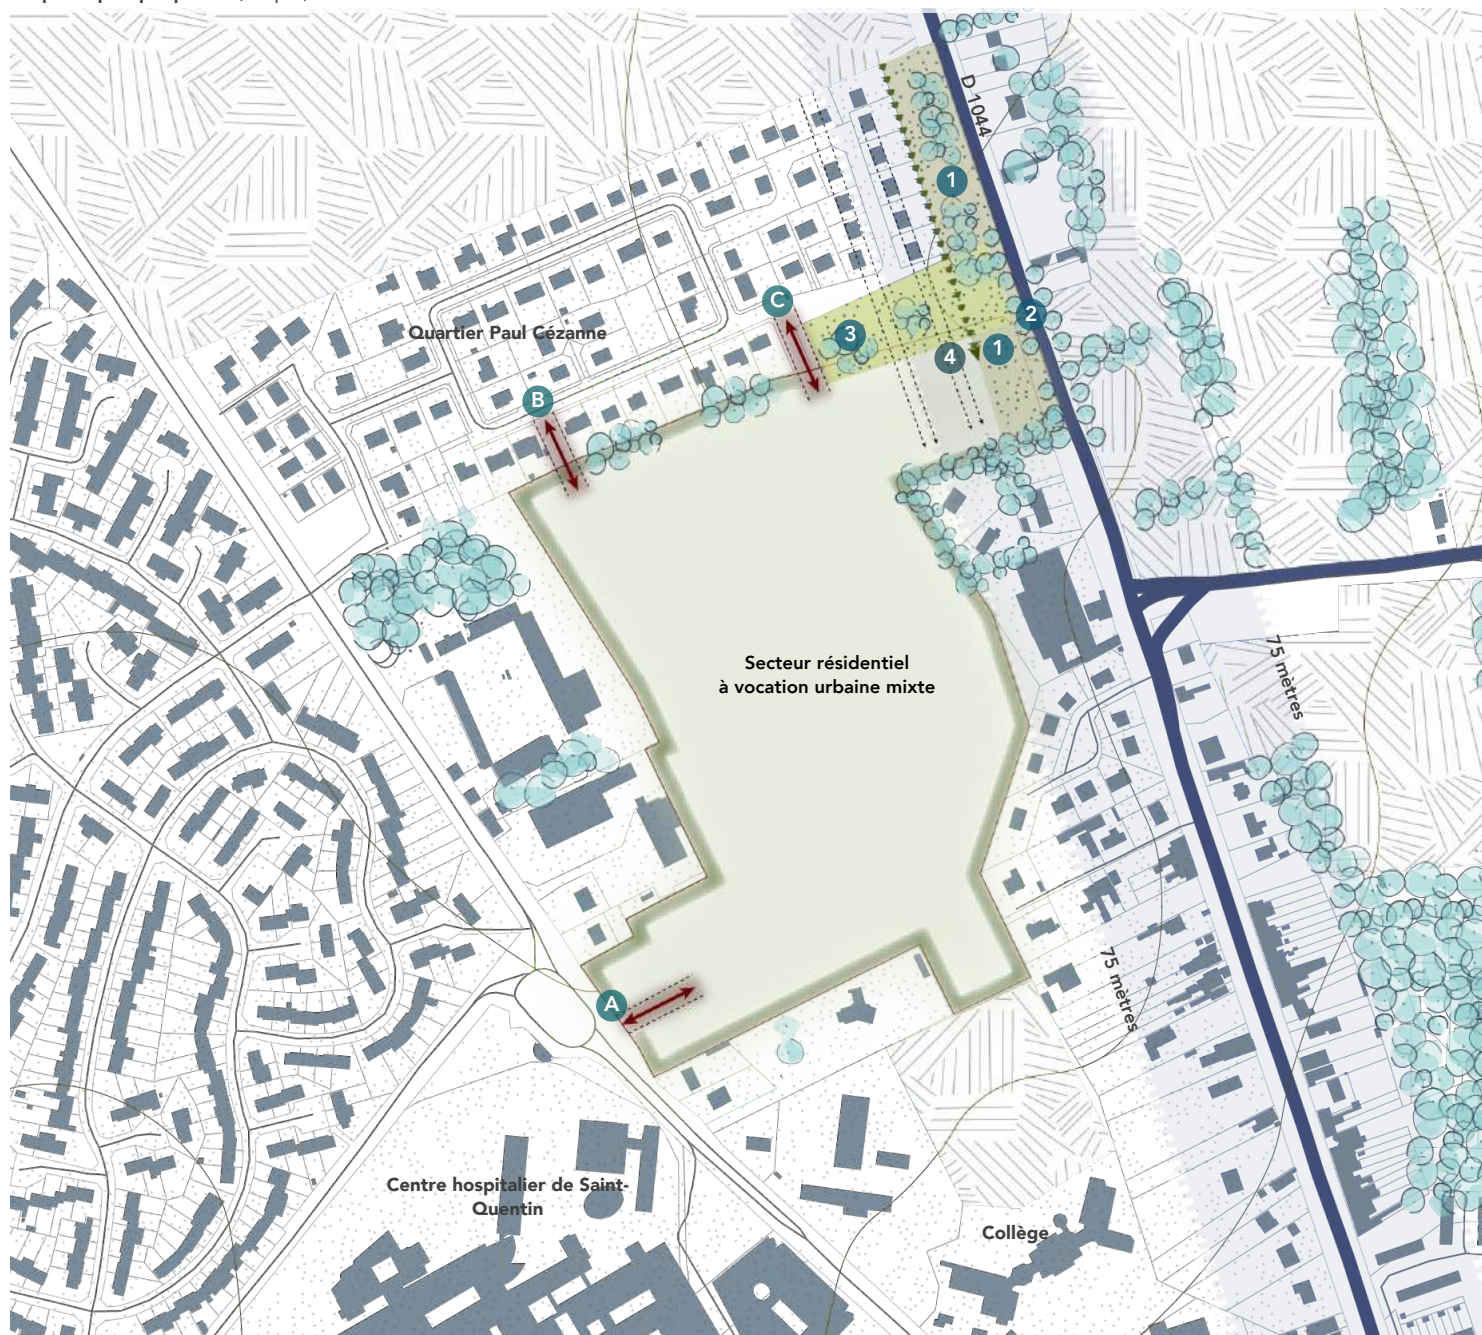 D 1044
1
C
2
Quartier Paul Cézanne
3
1
4
B
Secteur résidentiel
à vocation urbaine mixte
75 mètres
75 mètres
A
Centre hospitalier de Saint-
Quentin
Collège